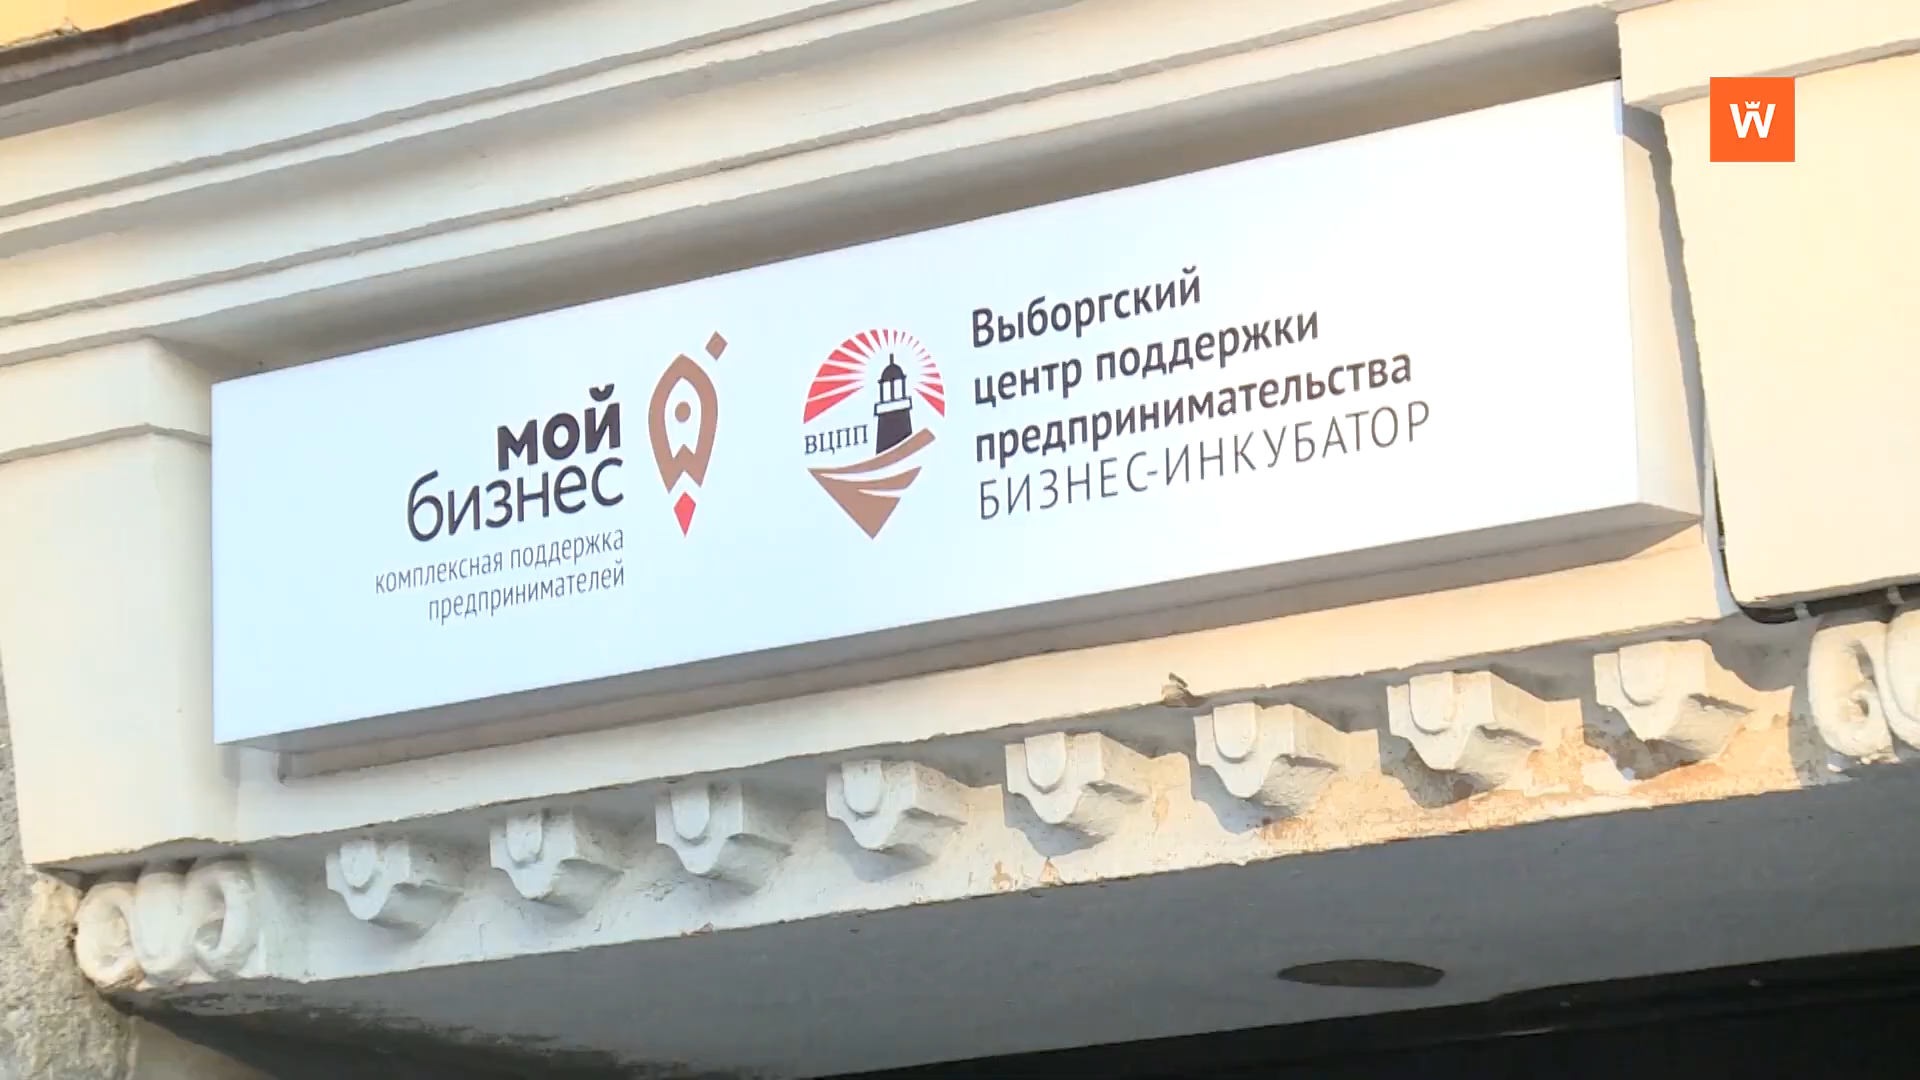 мой
бизнес
комплексная поддержка
предпринимателей
ВЦПП
Выборгский
центр поддержки
предпринимательства
БИЗНЕС-ИНКУБАТОР
W